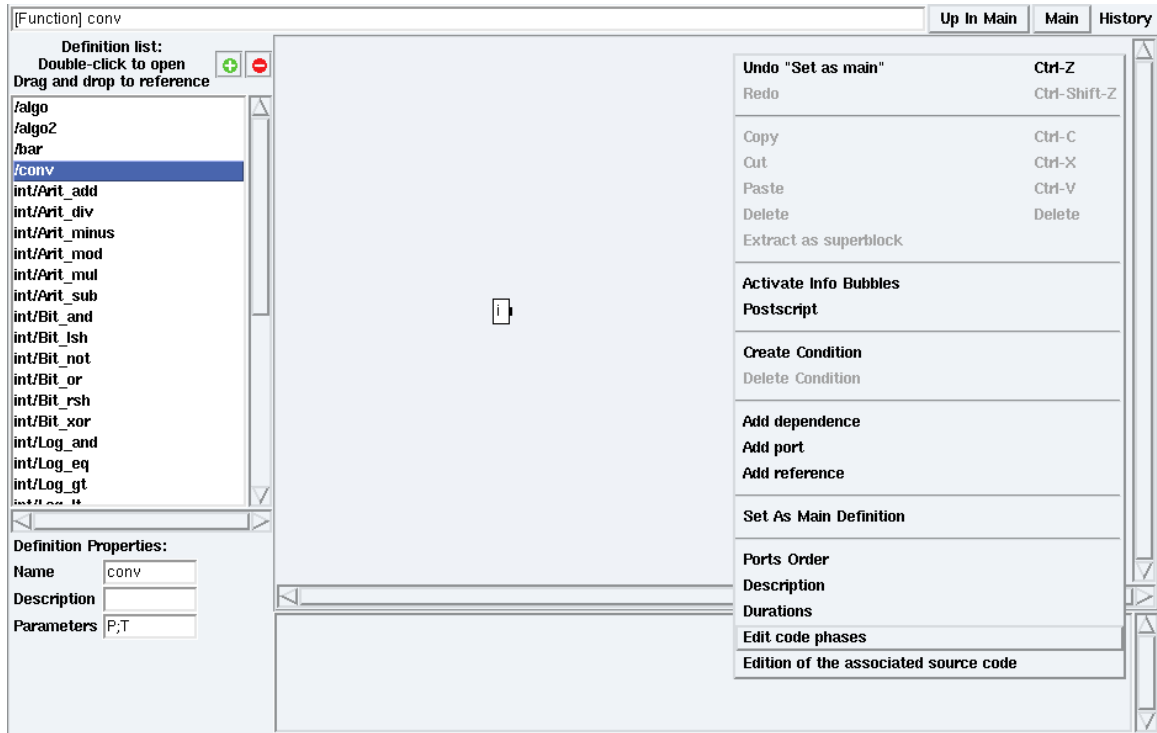 [Function] conv
Up In Main
Main
History
Definition list:
Double-click to open
Drag and drop to reference
/algo
/algo2
/bar
/conv
int/Arit_add
int/Arit_div
int/Arit_minus
int/Arit_mod
int/Arit_mul
int/Arit_sub
int/Bit_and
int/Bit_lsh
int/Bit_not
int/Bit_or
int/Bit_rsh
int/Bit_xor
int/Log_and
int/Log_eq
int/Log_gt
Definition Properties:
Name conv
Description
Parameters P;T
i
Undo "Set as main" Ctrl-Z
Redo Ctrl-Shift-Z
Copy Ctrl-C
Cut Ctrl-X
Paste Ctrl-V
Delete Delete
Extract as superblock
Activate Info Bubbles
Postscript
Create Condition
Delete Condition
Add dependence
Add port
Add reference
Set As Main Definition
Ports Order
Description
Durations
Edit code phases
Edition of the associated source code